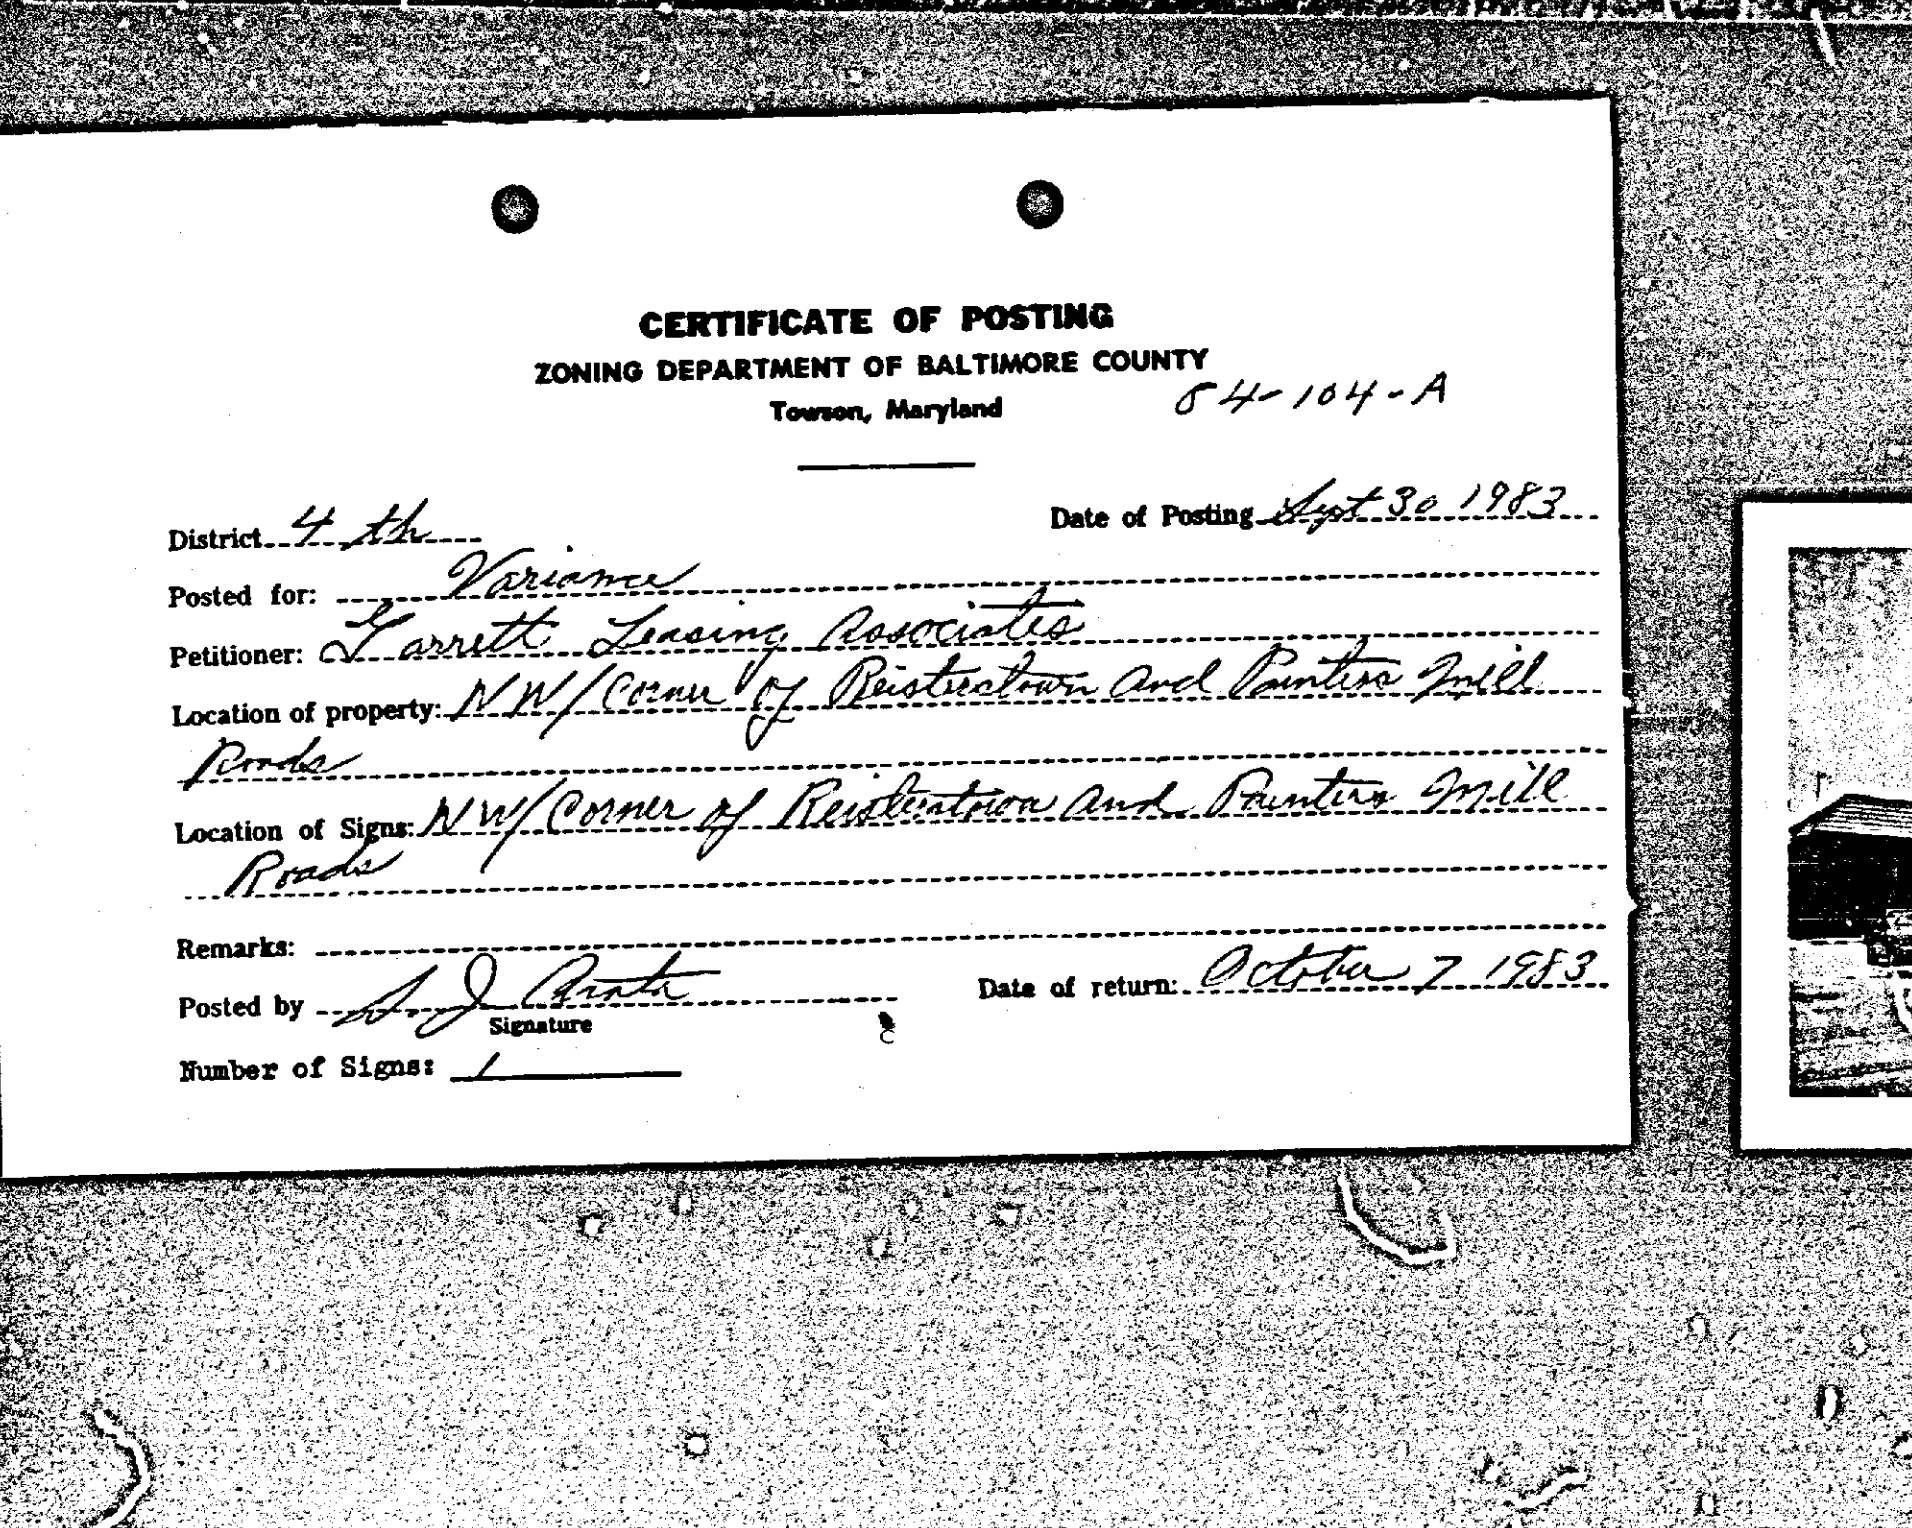 CERTIFICATE OF POSTING
ZONING DEPARTMENT OF BALTIMORE COUNTY
Towson, Maryland
84-104-A
District 4th Date of Posting Sept 30 1983
Posted for: Variance
Petitioner: Garrett Leasing Associates
Location of property: NW/Corner of Reisterstown and Painters Mill
Roads
Location of Signs: NW/Corner of Reisterstown and Painters Mill
Roads
Remarks:
Posted by S. J. Arata Date of return: October 7 1983
Signature
Number of Signs: 1